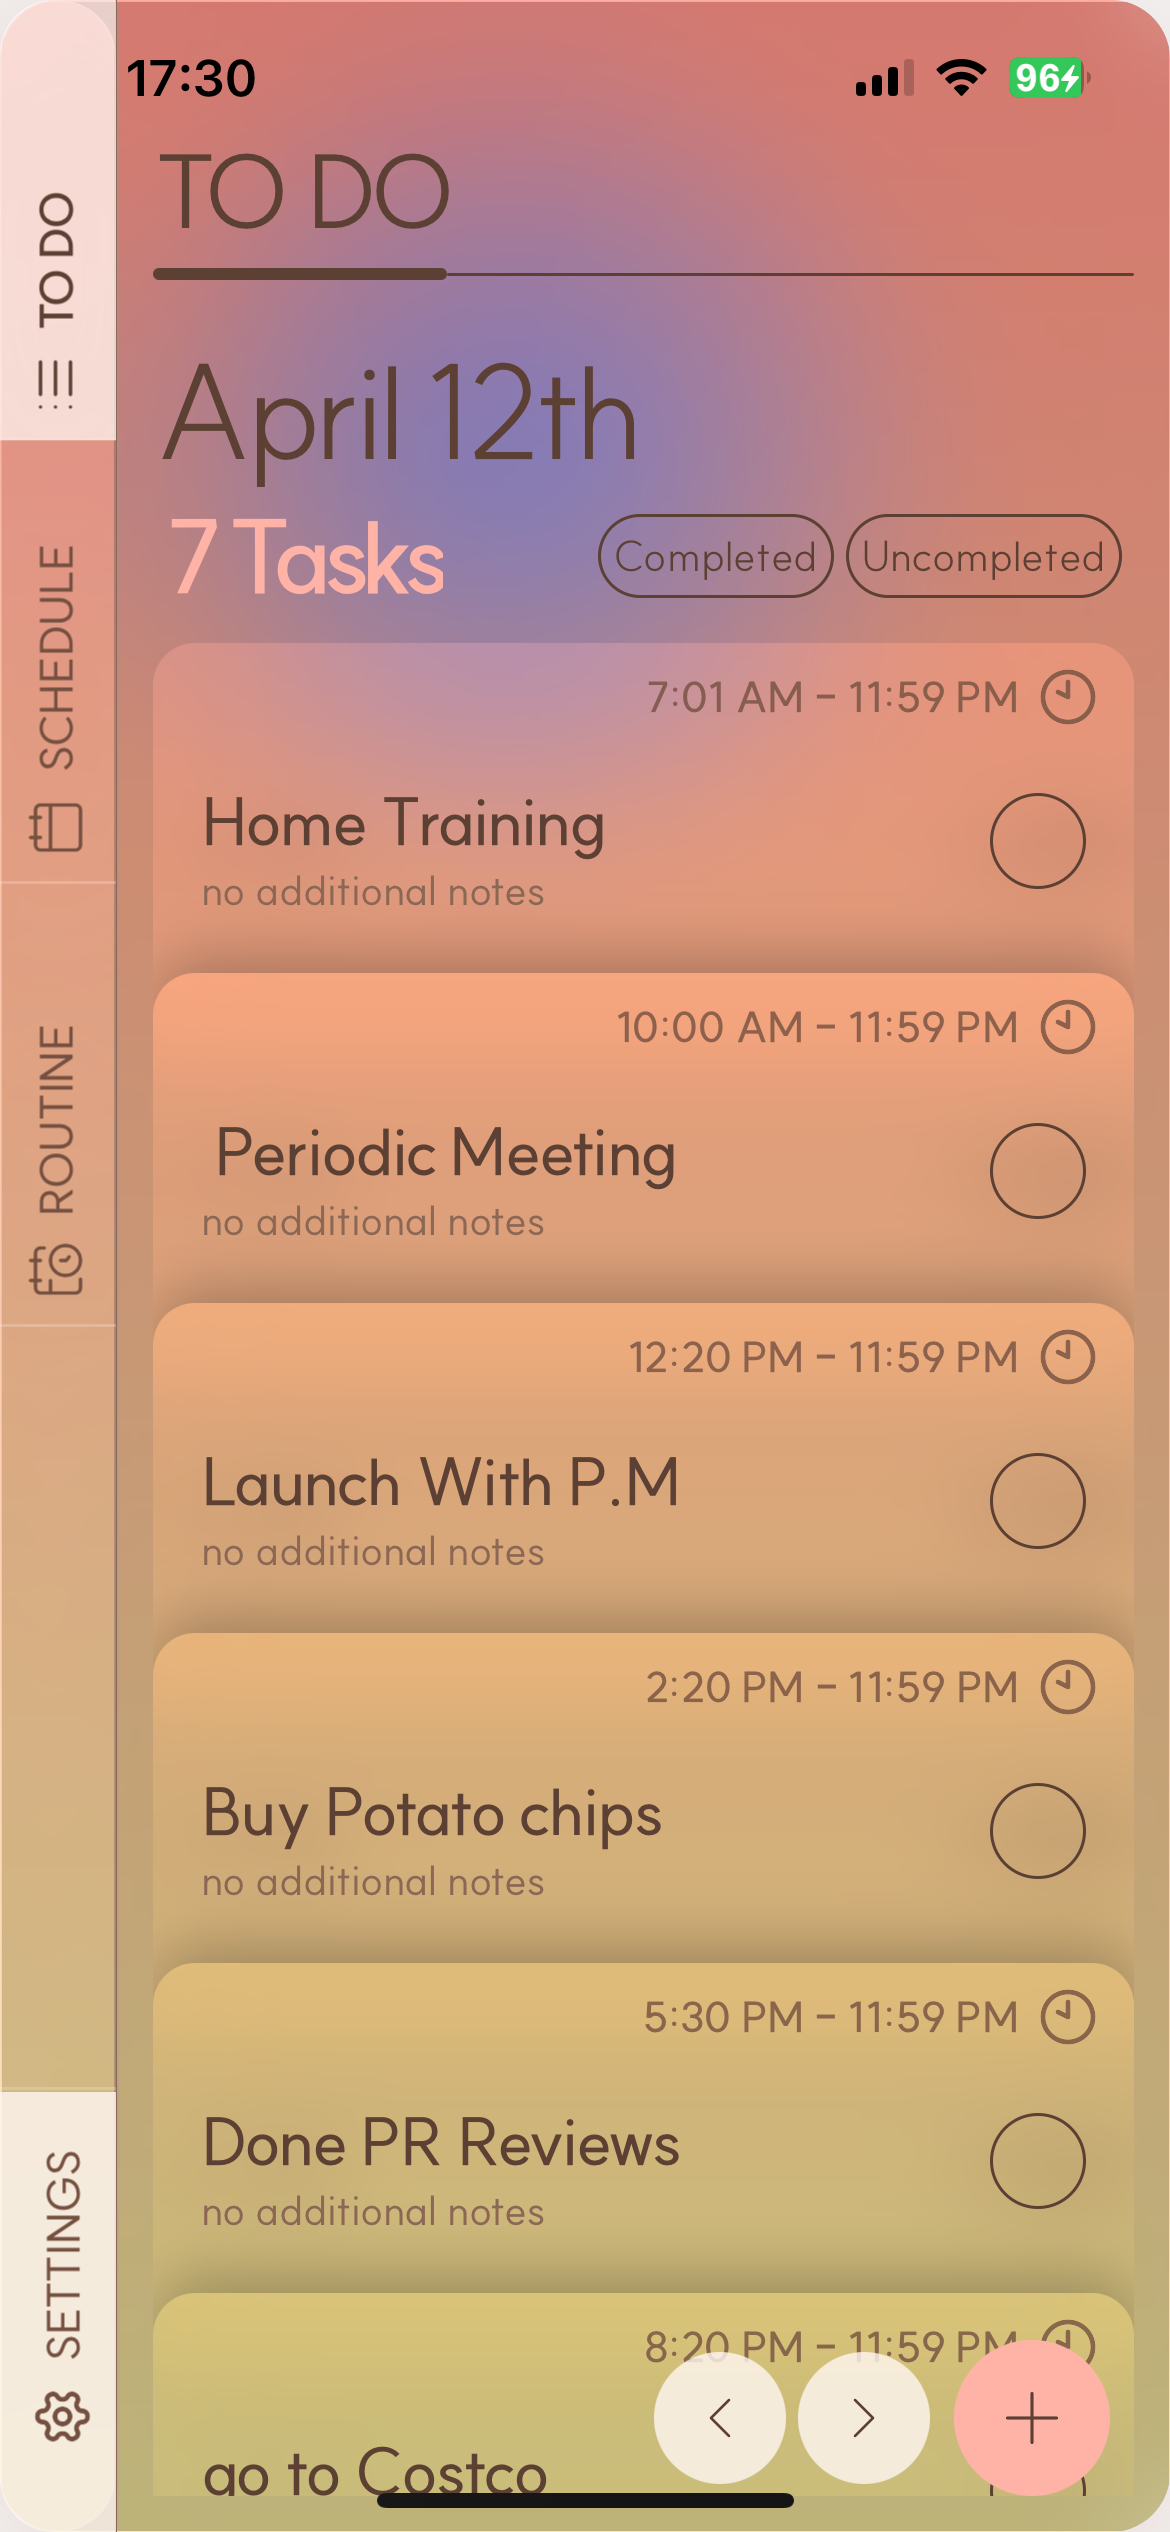 17:30
96
TO DO
April 12th
7 Tasks
Completed
Uncompleted
7:01 AM – 11:59 PM
Home Training
no additional notes
10:00 AM – 11:59 PM
Periodic Meeting
no additional notes
12:20 PM – 11:59 PM
Launch With P.M
no additional notes
2:20 PM – 11:59 PM
Buy Potato chips
no additional notes
5:30 PM – 11:59 PM
Done PR Reviews
no additional notes
8:20 PM – 11:59 PM
go to Costco
TO DO
SCHEDULE
ROUTINE
SETTINGS